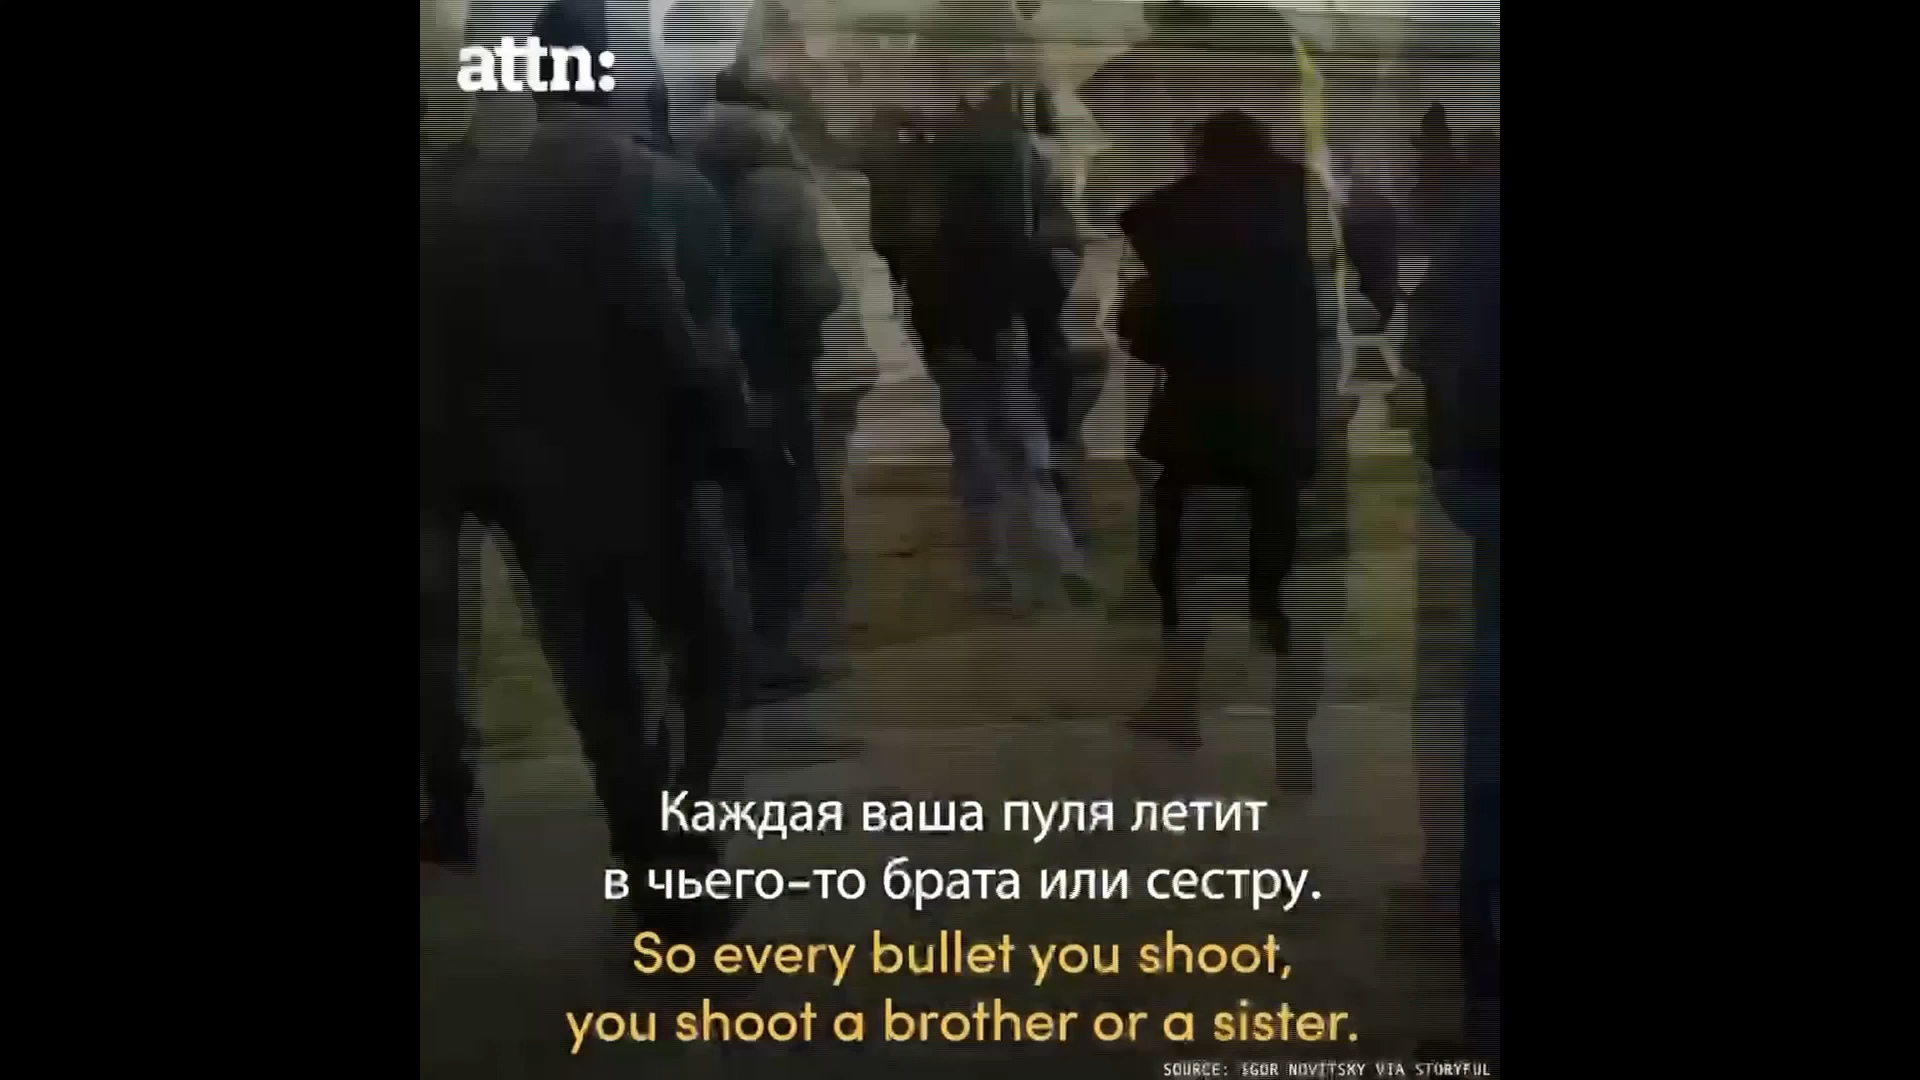 attn:
Каждая ваша пуля летит
в чьего-то брата или сестру.
So every bullet you shoot,
you shoot a brother or a sister.
SOURCE: IGOR NOVITSKY VIA STORYFUL